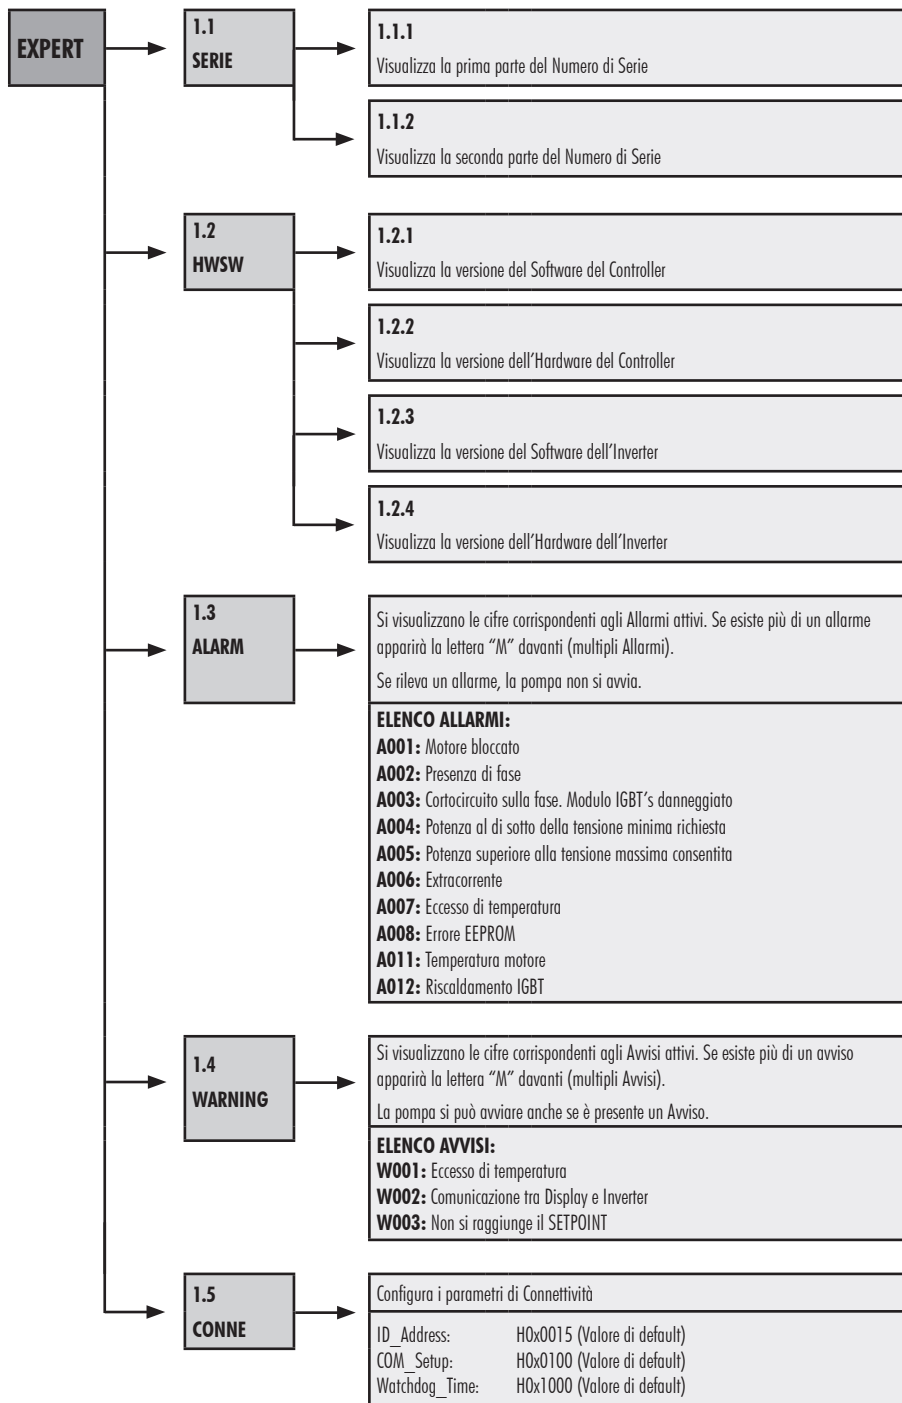 EXPERT
1.1
SERIE
1.1.1
Visualizza la prima parte del Numero di Serie
1.1.2
Visualizza la seconda parte del Numero di Serie
1.2
HWSW
1.2.1
Visualizza la versione del Software del Controller
1.2.2
Visualizza la versione dell'Hardware del Controller
1.2.3
Visualizza la versione del Software dell'Inverter
1.2.4
Visualizza la versione dell'Hardware dell'Inverter
1.3
ALARM
Si visualizzano le cifre corrispondenti agli Allarmi attivi. Se esiste più di un allarme
apparirà la lettera "M" davanti (multipli Allarmi).
Se rileva un allarme, la pompa non si avvia.
ELENCO ALLARMI:
A001: Motore bloccato
A002: Presenza di fase
A003: Cortocircuito sulla fase. Modulo IGBT's danneggiato
A004: Potenza al di sotto della tensione minima richiesta
A005: Potenza superiore alla tensione massima consentita
A006: Extracorrente
A007: Eccesso di temperatura
A008: Errore EEPROM
A011: Temperatura motore
A012: Riscaldamento IGBT
1.4
WARNING
Si visualizzano le cifre corrispondenti agli Avvisi attivi. Se esiste più di un avviso
apparirà la lettera "M" davanti (multipli Avvisi).
La pompa si può avviare anche se è presente un Avviso.
ELENCO AVVISI:
W001: Eccesso di temperatura
W002: Comunicazione tra Display e Inverter
W003: Non si raggiunge il SETPOINT
1.5
CONNE
Configura i parametri di Connettività
ID_Address: H0x0015 (Valore di default)
COM_Setup: H0x0100 (Valore di default)
Watchdog_Time: H0x1000 (Valore di default)